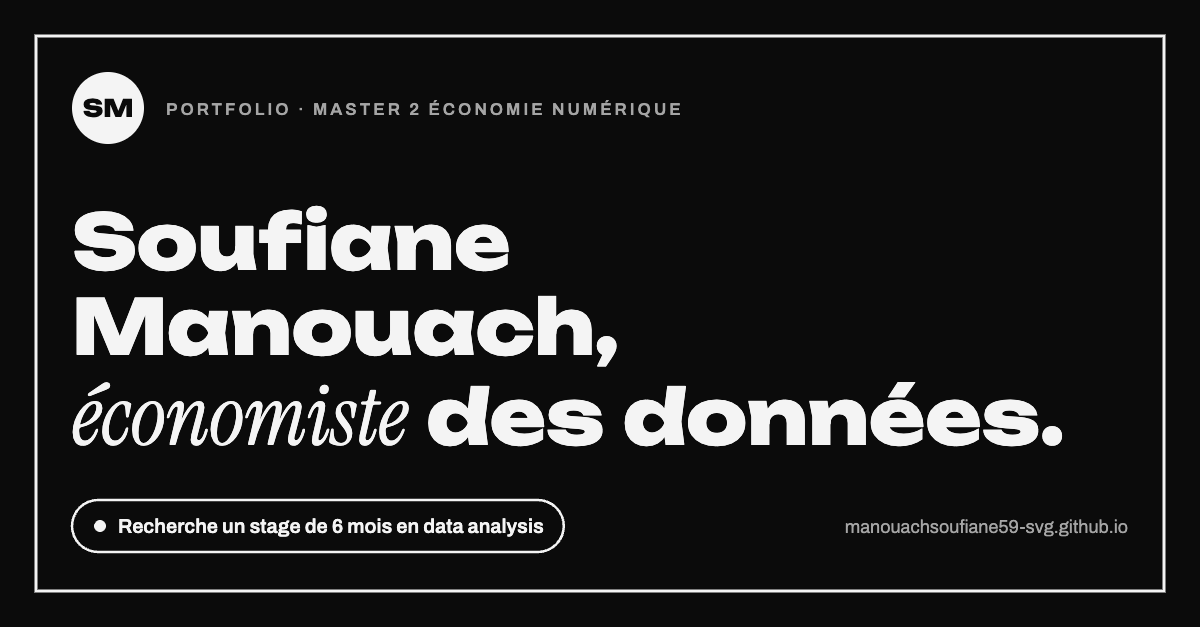 SM
PORTFOLIO · MASTER 2 ÉCONOMIE NUMÉRIQUE
Soufiane
Manouach,
économiste des données.
Recherche un stage de 6 mois en data analysis
manouachsoufiane59-svg.github.io